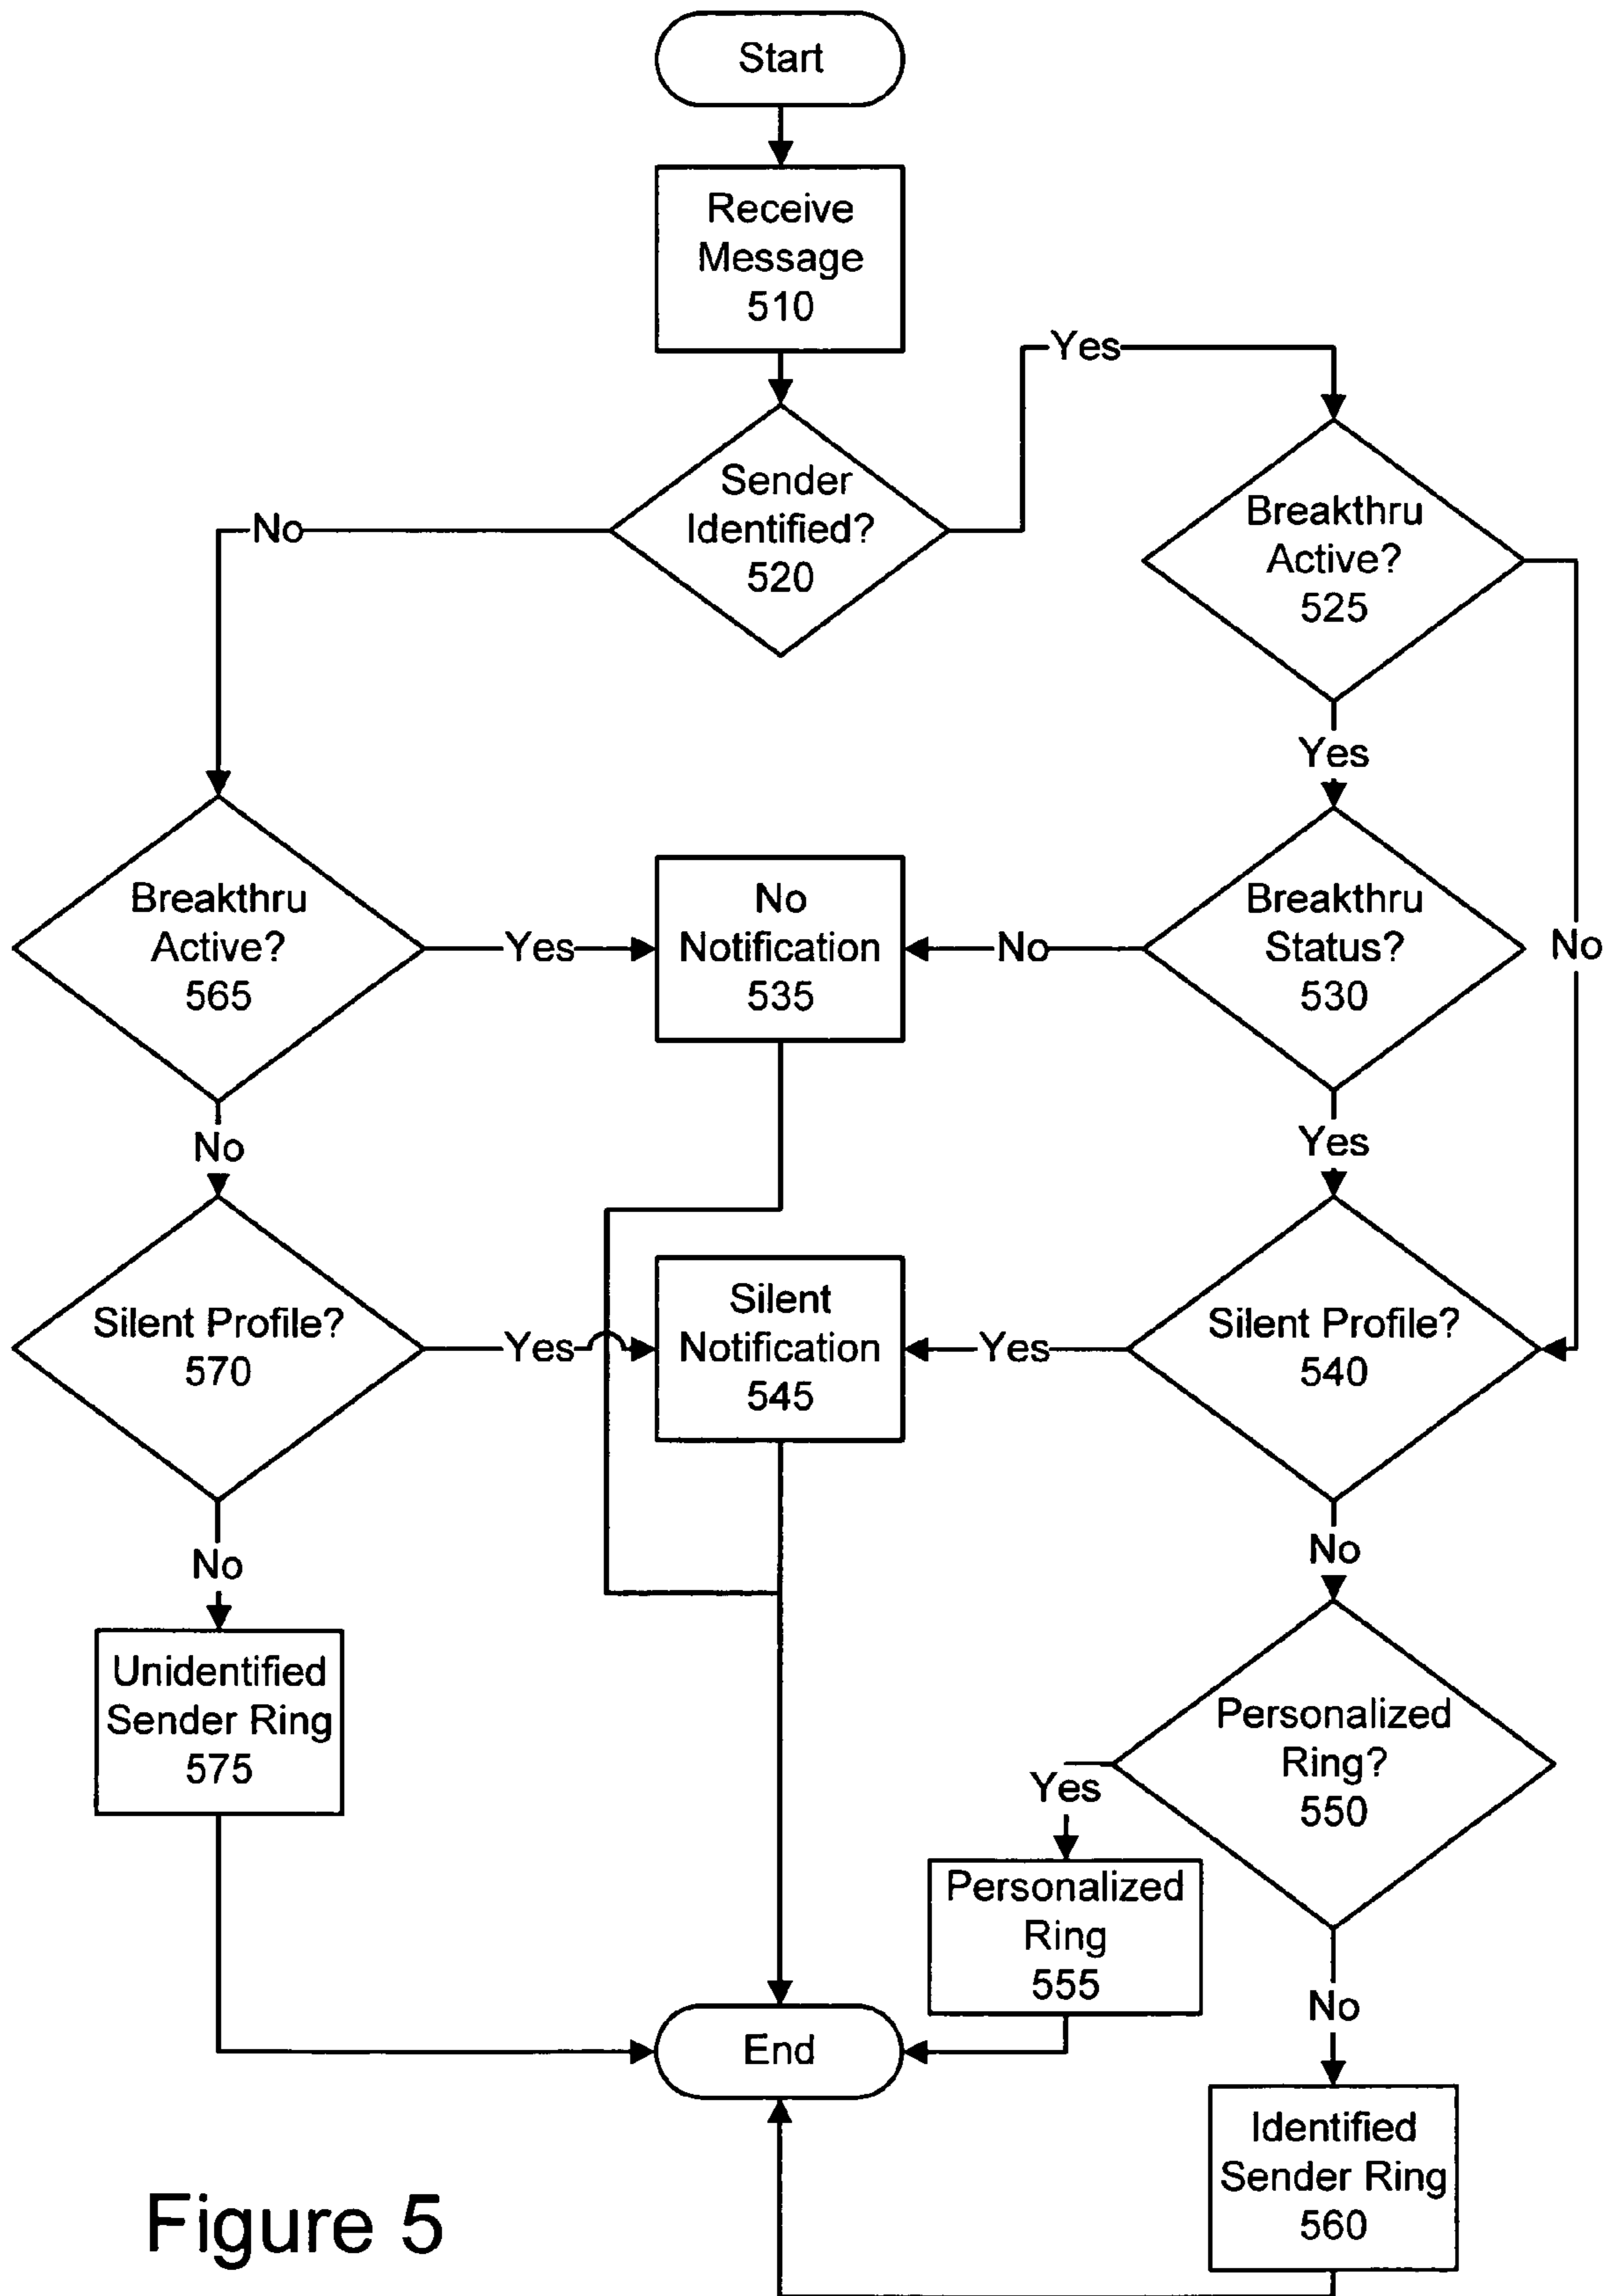 Start
Receive
Message
510
Yes
Sender
Identified?
520
No
Breakthru
Active?
525
Yes
Breakthru
Active?
565
Yes
No
Notification
535
No
Breakthru
Status?
530
No
No
Yes
Silent Profile?
570
Yes
Silent
Notification
545
Yes
Silent Profile?
540
No
No
Unidentified
Sender Ring
575
Personalized
Ring?
550
Yes
Personalized
Ring
555
No
End
Identified
Sender Ring
560
Figure 5